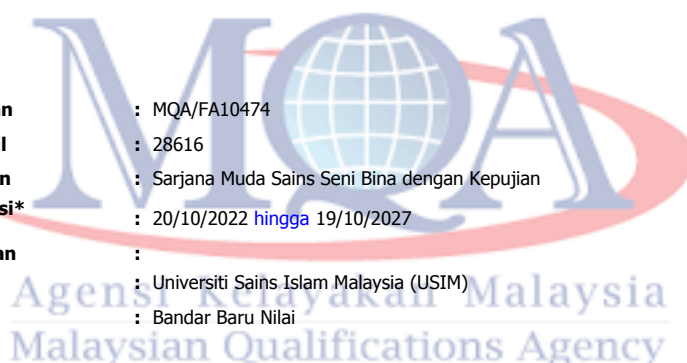 MQA
an : MQA/FA10474
l : 28616
n : Sarjana Muda Sains Seni Bina dengan Kepujian
si* : 20/10/2022 hingga 19/10/2027
an :
: Universiti Sains Islam Malaysia (USIM)
: Bandar Baru Nilai
Agensi Kelayakan Malaysia
Malaysian Qualifications Agency